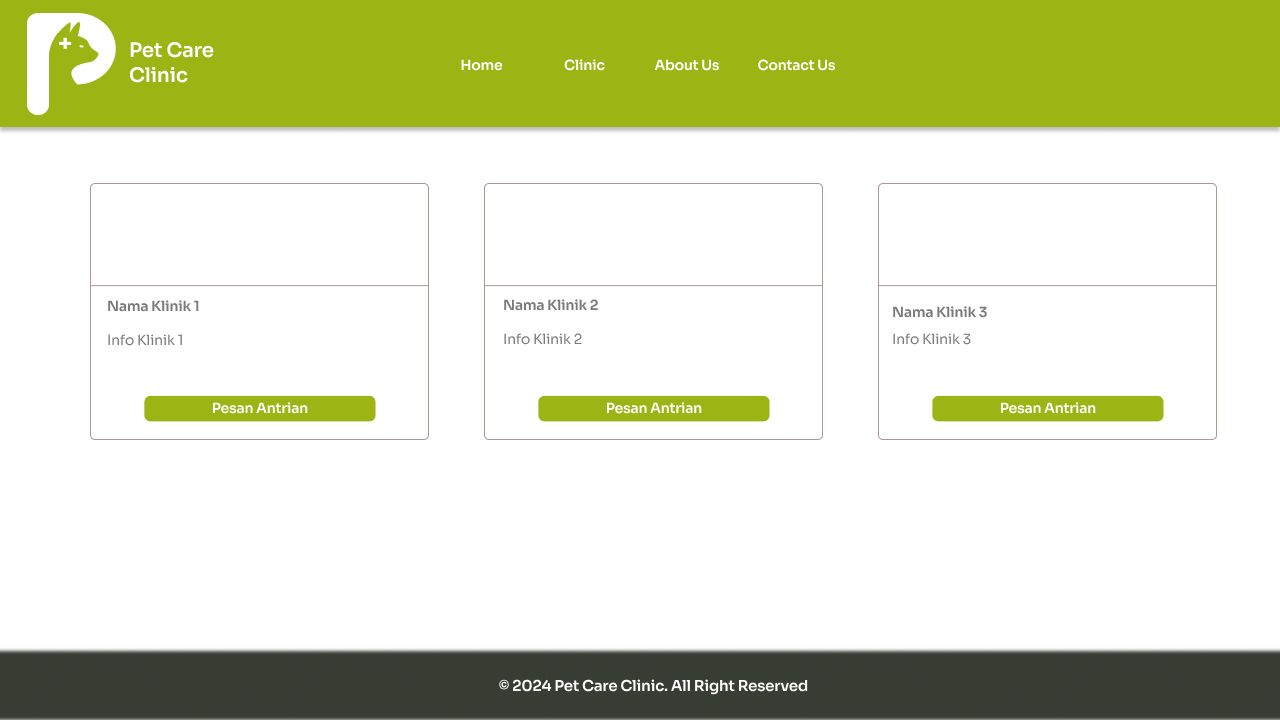 Pet Care
Clinic
Home
Clinic
About Us
Contact Us
Nama Klinik 1
Info Klinik 1
Pesan Antrian
Nama Klinik 2
Info Klinik 2
Pesan Antrian
Nama Klinik 3
Info Klinik 3
Pesan Antrian
© 2024 Pet Care Clinic. All Right Reserved